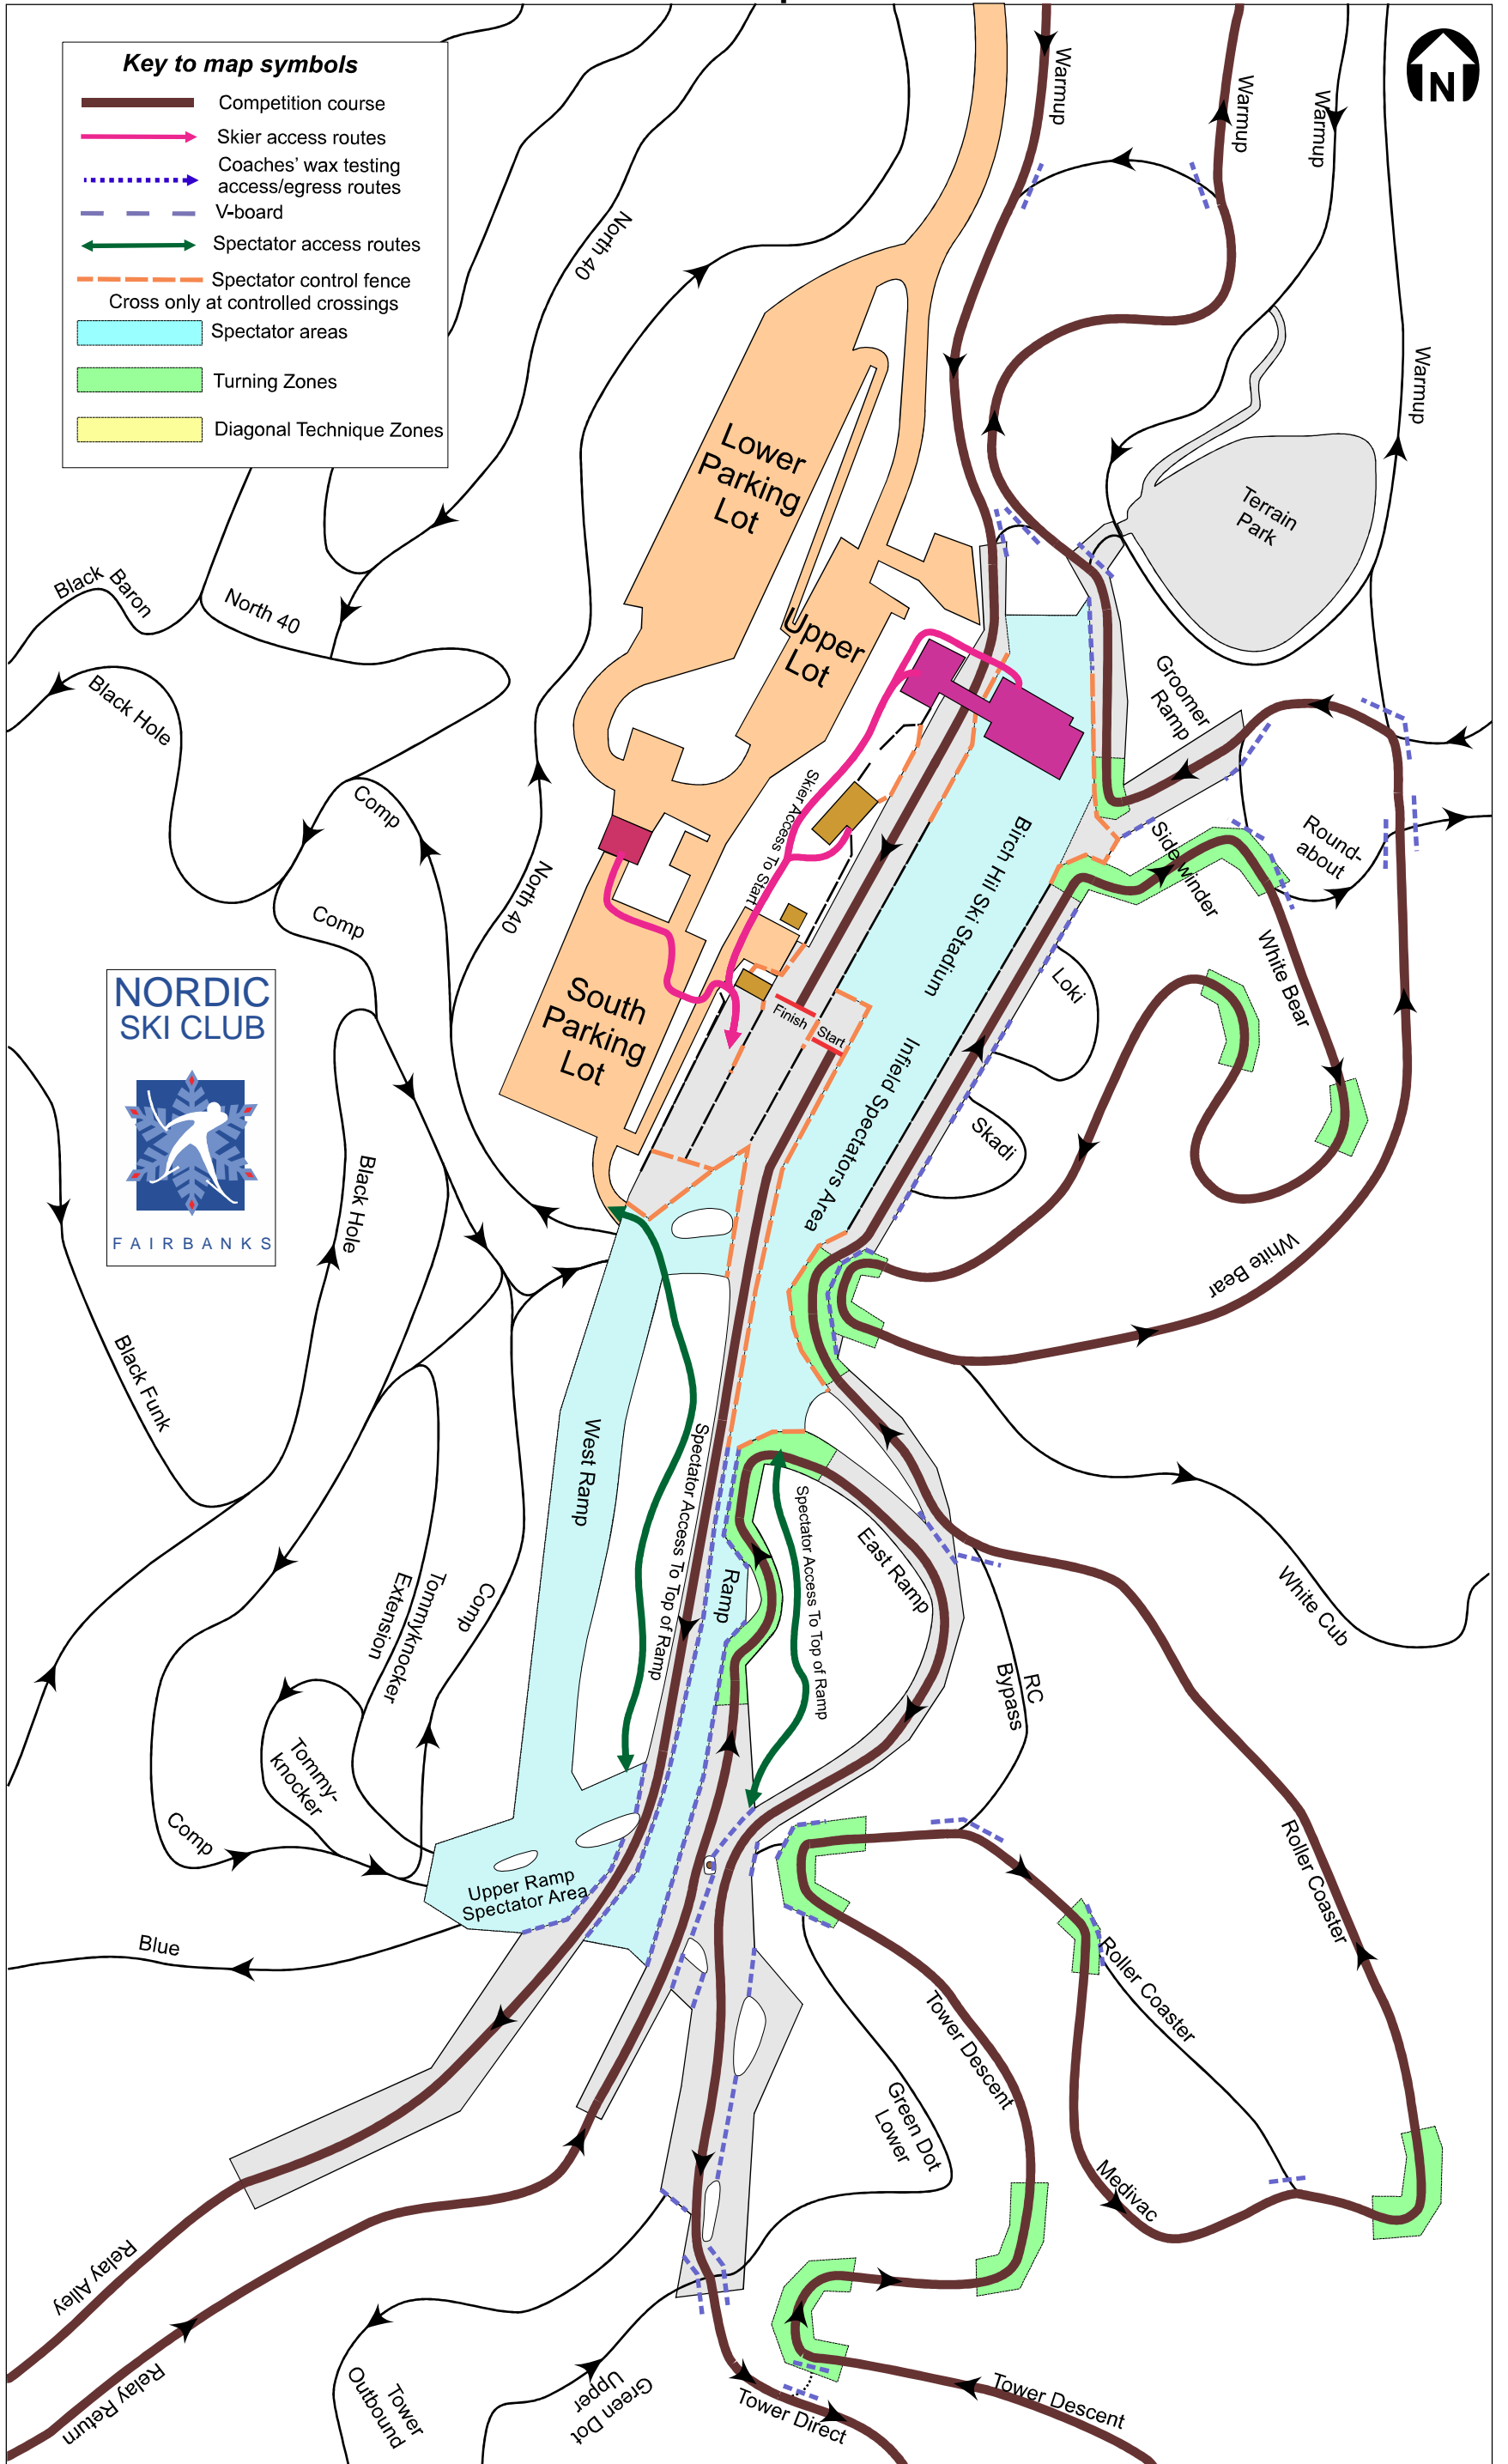 Key to map symbols
Competition course
Skier access routes
Coaches' wax testing
access/egress routes
V-board
Spectator access routes
Spectator control fence
Cross only at controlled crossings
Spectator areas
Turning Zones
Diagonal Technique Zones
N
Warmup
Warmup
Warmup
Warmup
North 40
Lower
Parking
Lot
Terrain
Park
Black Baron
North 40
Upper
Lot
Black Hole
Groomer
Ramp
Comp
Skier Access To Start
Birch Hil Ski Stadium
Sidewinder
Round-
about
North 40
Comp
White Bear
Loki
NORDIC
SKI CLUB
FAIRBANKS
South
Parking
Lot
Finish
Start
Infield Spectators Area
Skadi
Black Hole
White Bear
Black Funk
West Ramp
Spectator Access To Top of Ramp
Spectator Access To Top of Ramp
East Ramp
Ramp
White Cub
Tommyknocker
Extension
Comp
RC
Bypass
Tommy-
knocker
Comp
Roller Coaster
Upper Ramp
Spectator Area
Blue
Roller Coaster
Tower Descent
Green Dot
Lower
Medivac
Relay Alley
Relay Return
Tower
Outbound
Green Dot
Upper
Tower Direct
Tower Descent